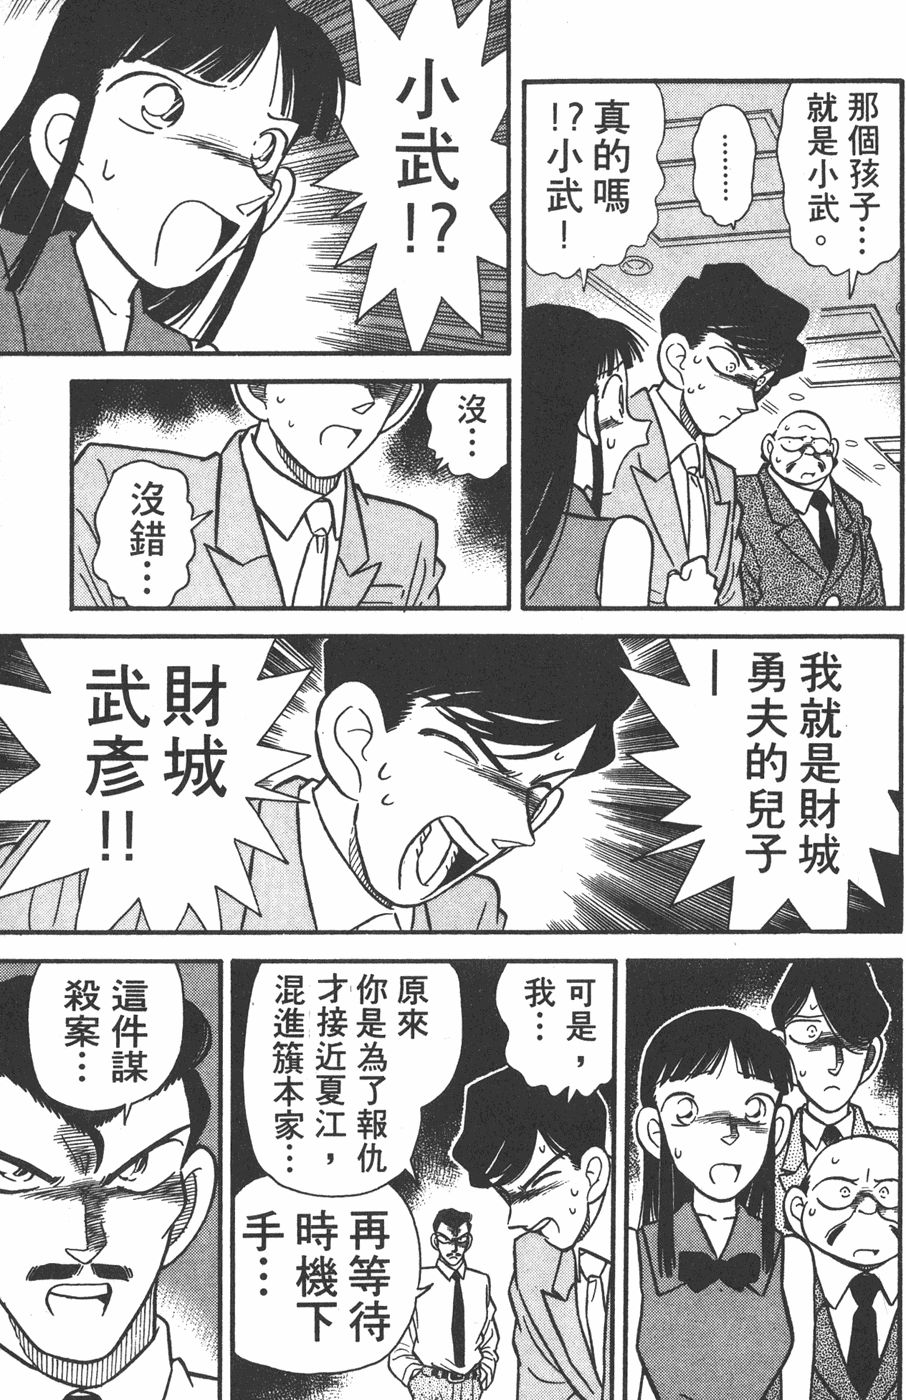 那個孩子…
就是小武。
………
真的嗎
!?小武！
小武!?
沒…
沒錯…
我就是財城
勇夫的兒子
—
財城
武彥!!
可是，
我…
原來
你是為了報仇
才接近夏江，
混進籏本家…
再等待
時機下
手…
這件謀
殺案…